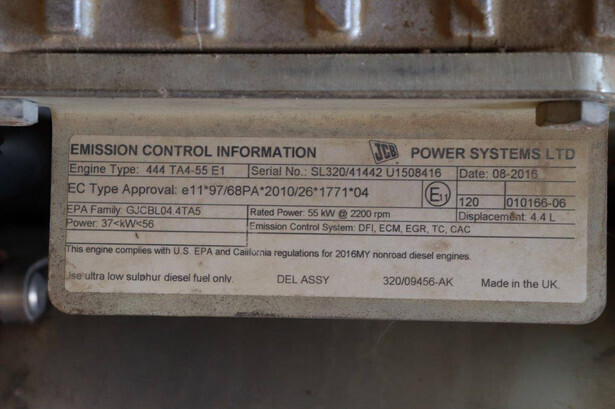 EMISSION CONTROL INFORMATION JCB POWER SYSTEMS LTD
Engine Type: 444 TA4-55 E1 Serial No.: SL320/41442 U1508416 Date: 08-2016
EC Type Approval: e11*97/68PA*2010/26*1771*04 E11 120 010166-06
EPA Family: GJCBL04.4TA5 Rated Power: 55 kW @ 2200 rpm Displacement: 4.4 L
Power: 37<kW<56 Emission Control System: DFI, ECM, EGR, TC, CAC
This engine complies with U.S. EPA and California regulations for 2016MY nonroad diesel engines.
Use ultra low sulphur diesel fuel only. DEL ASSY 320/09456-AK Made in the UK.